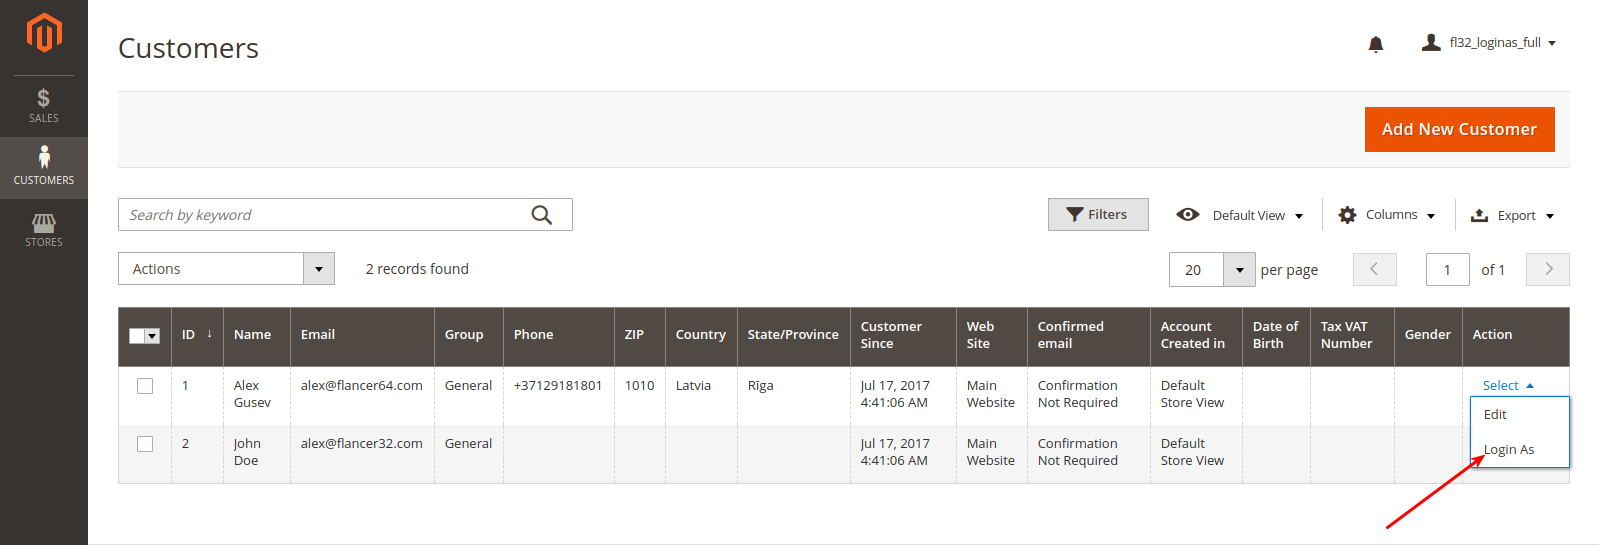 Customers
fl32_loginas_full
SALES
CUSTOMERS
STORES
Add New Customer
Search by keyword
Filters
Default View
Columns
Export
Actions
2 records found
20
per page
1
of 1
ID ↓
Name
Email
Group
Phone
ZIP
Country
State/Province
Customer
Since
Web
Site
Confirmed
email
Account
Created in
Date of
Birth
Tax VAT
Number
Gender
Action
1
Alex
Gusev
alex@flancer64.com
General
+37129181801
1010
Latvia
Rīga
Jul 17, 2017
4:41:06 AM
Main
Website
Confirmation
Not Required
Default
Store View
Select
Edit
Login As
2
John
Doe
alex@flancer32.com
General
Jul 17, 2017
4:41:06 AM
Main
Website
Confirmation
Not Required
Default
Store View